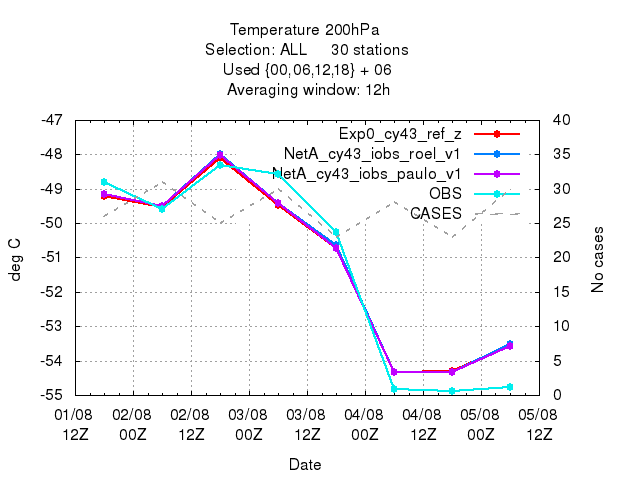 Temperature 200hPa
Selection: ALL 30 stations
Used {00,06,12,18} + 06
Averaging window: 12h
-47
-48
-49
-50
-51
-52
-53
-54
-55
deg C
40
35
30
25
20
15
10
5
0
No cases
Exp0_cy43_ref_z
NetA_cy43_iobs_roel_v1
NetA_cy43_iobs_paulo_v1
OBS
CASES
01/08 02/08 02/08 03/08 03/08 04/08 04/08 05/08 05/08
12Z 00Z 12Z 00Z 12Z 00Z 12Z 00Z 12Z
Date